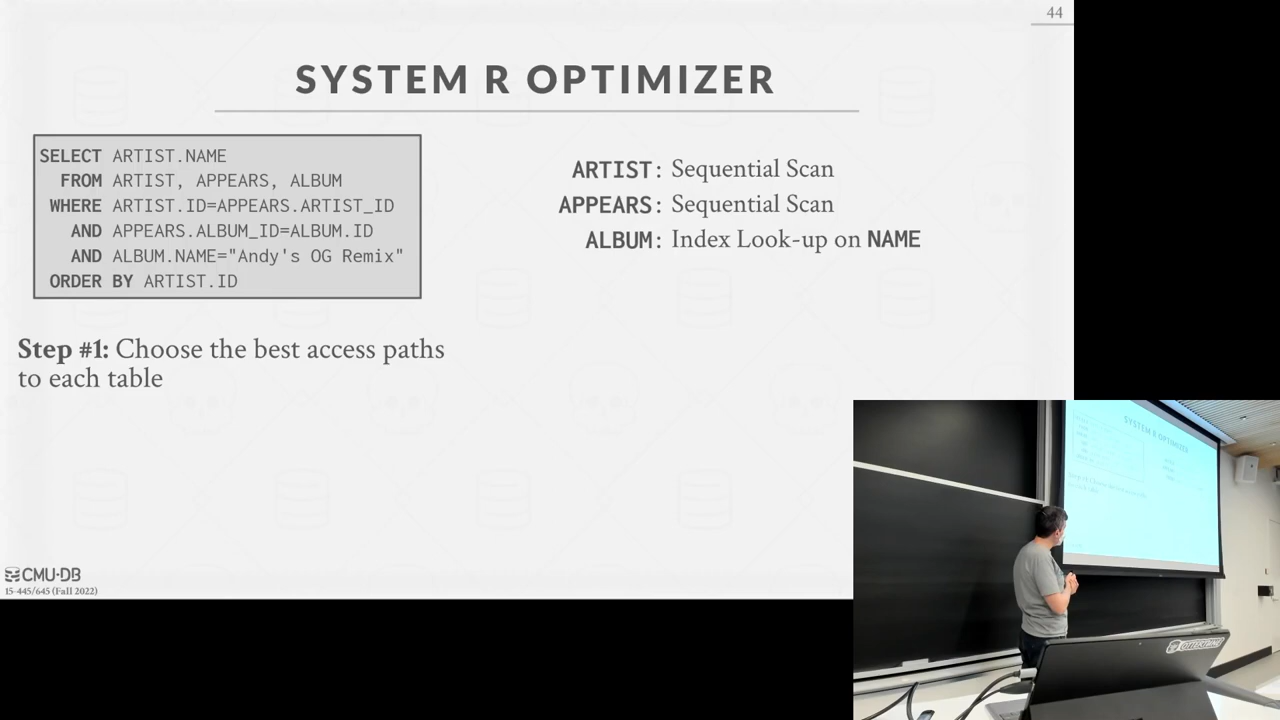 44
SYSTEM R OPTIMIZER
SELECT ARTIST.NAME
FROM ARTIST, APPEARS, ALBUM
WHERE ARTIST.ID=APPEARS.ARTIST_ID
AND APPEARS.ALBUM_ID=ALBUM.ID
AND ALBUM.NAME="Andy's OG Remix"
ORDER BY ARTIST.ID
ARTIST: Sequential Scan
APPEARS: Sequential Scan
ALBUM: Index Look-up on NAME
Step #1: Choose the best access paths
to each table
CMU·DB
15-445/645 (Fall 2022)
SYSTEM R OPTIMIZER